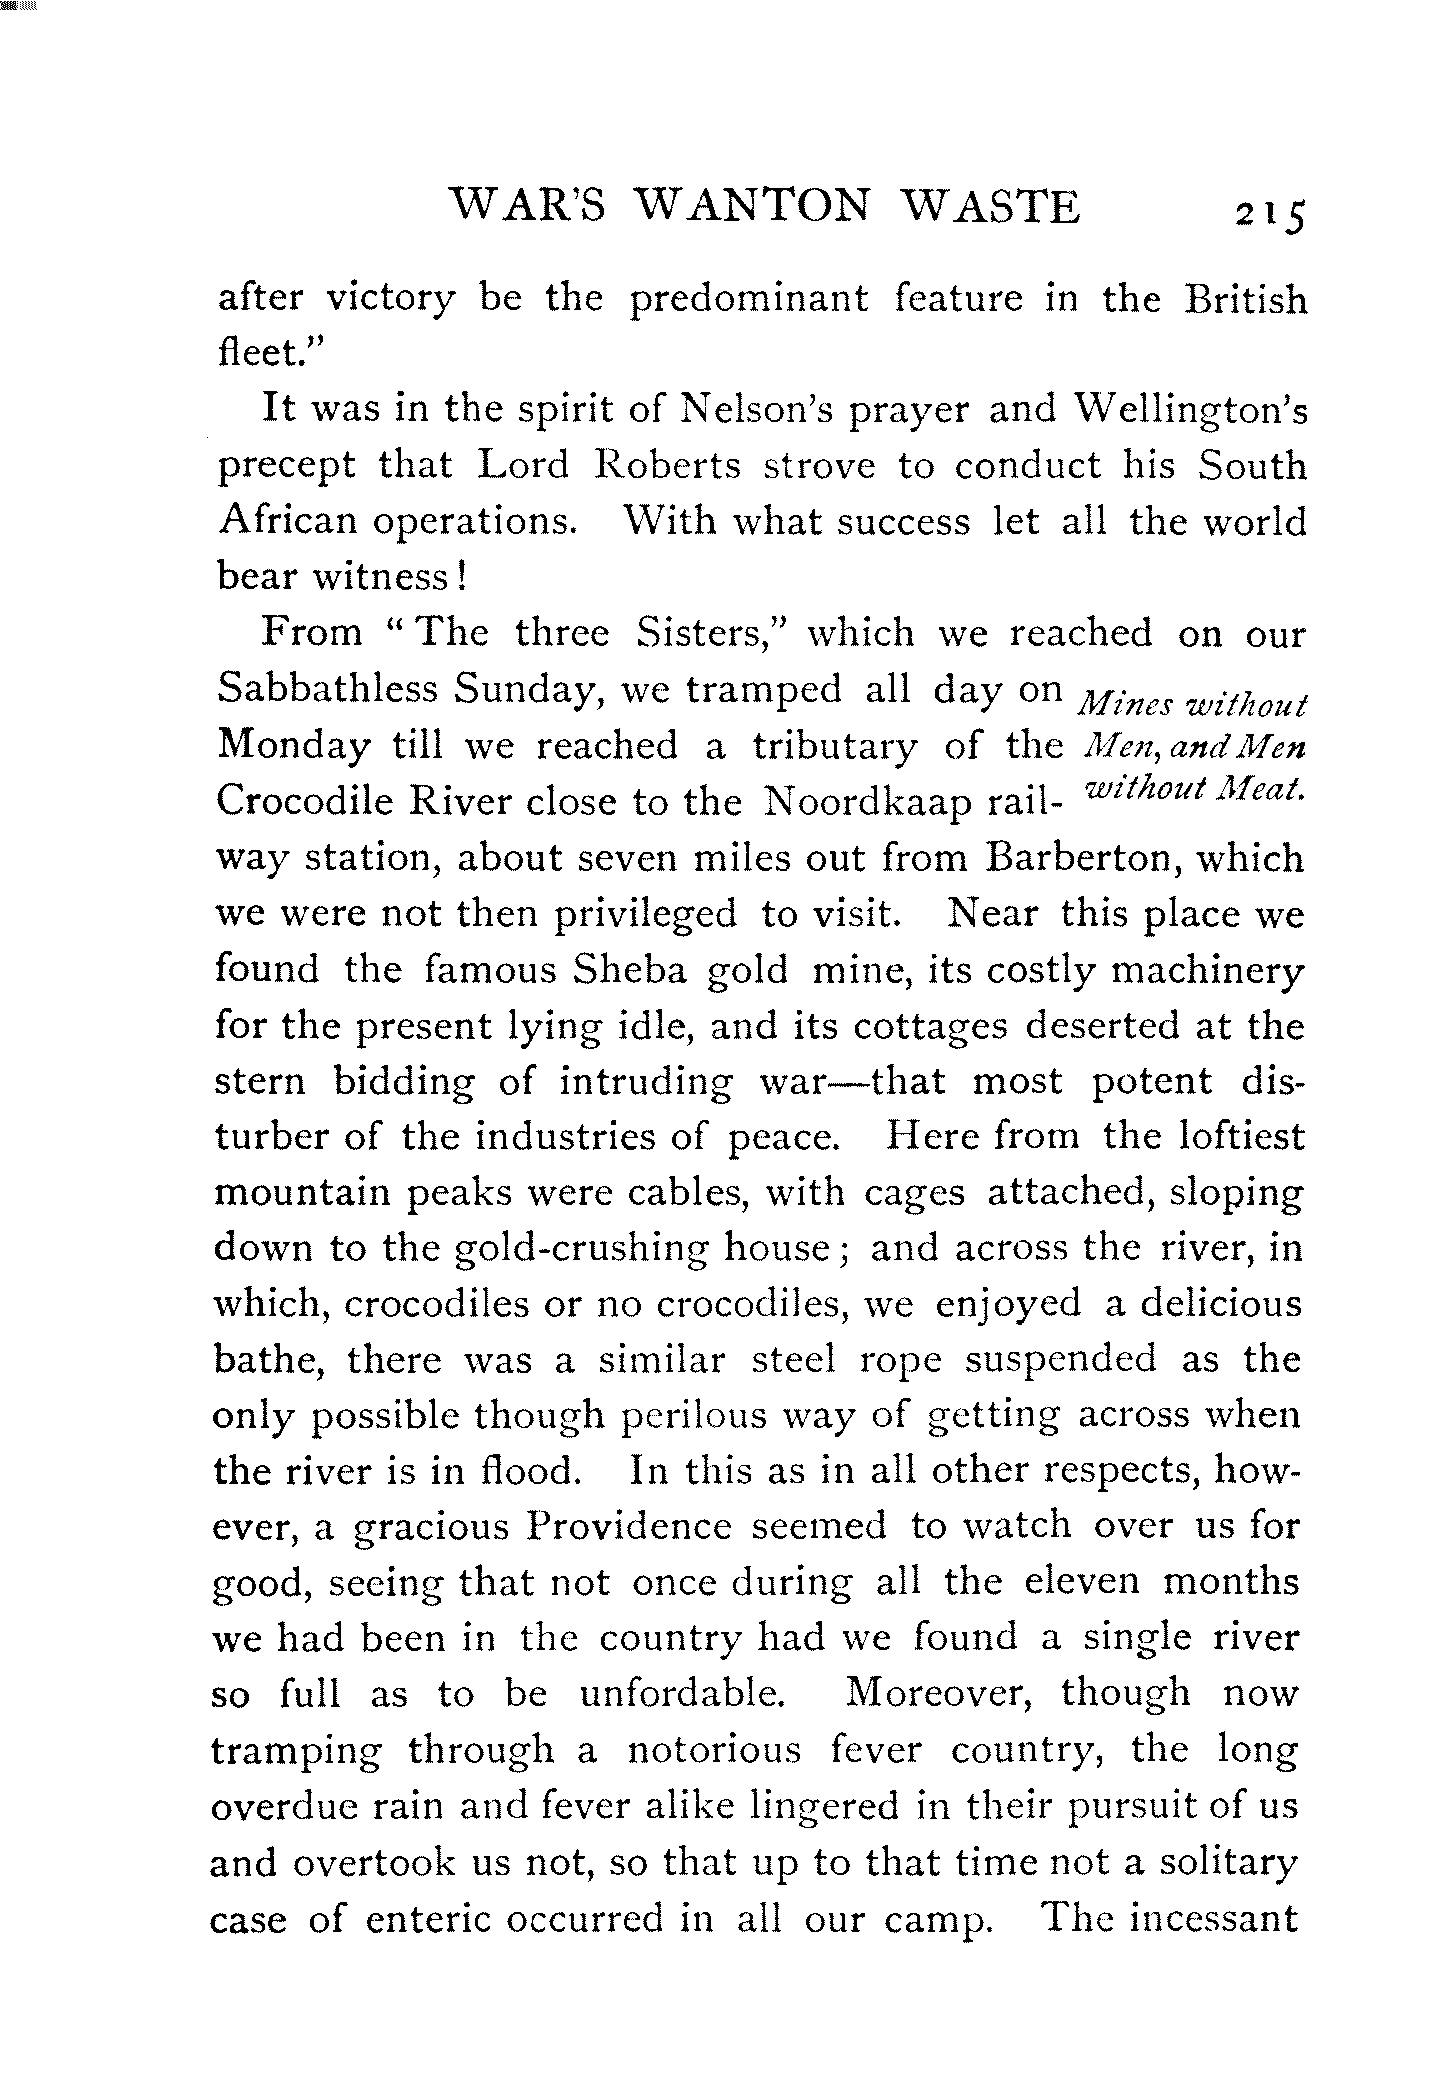 WAR'S WANTON WASTE 215
after victory be the predominant feature in the British
fleet."
It was in the spirit of Nelson's prayer and Wellington's
precept that Lord Roberts strove to conduct his South
African operations. With what success let all the world
bear witness!
From "The three Sisters," which we reached on our
Sabbathless Sunday, we tramped all day on
Monday till we reached a tributary of the
Crocodile River close to the Noordkaap rail-
Mines without
Men, and Men
without Meat.
way station, about seven miles out from Barberton, which
we were not then privileged to visit. Near this place we
found the famous Sheba gold mine, its costly machinery
for the present lying idle, and its cottages deserted at the
stern bidding of intruding war—that most potent dis-
turber of the industries of peace. Here from the loftiest
mountain peaks were cables, with cages attached, sloping
down to the gold-crushing house; and across the river, in
which, crocodiles or no crocodiles, we enjoyed a delicious
bathe, there was a similar steel rope suspended as the
only possible though perilous way of getting across when
the river is in flood. In this as in all other respects, how-
ever, a gracious Providence seemed to watch over us for
good, seeing that not once during all the eleven months
we had been in the country had we found a single river
so full as to be unfordable. Moreover, though now
tramping through a notorious fever country, the long
overdue rain and fever alike lingered in their pursuit of us
and overtook us not, so that up to that time not a solitary
case of enteric occurred in all our camp. The incessant